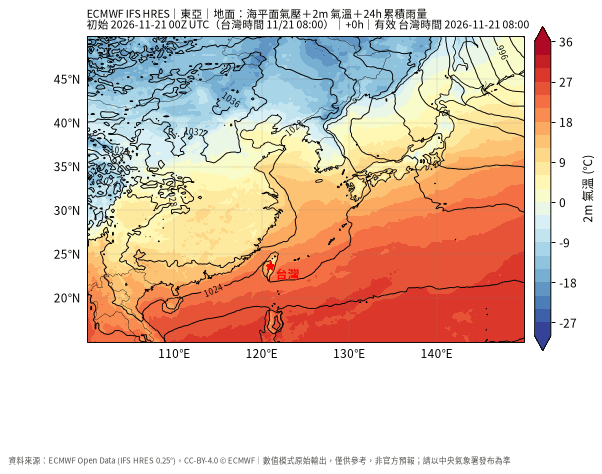 ECMWF IFS HRES｜東亞｜地面：海平面氣壓＋2m 氣溫＋24h 累積雨量
初始 2026-11-21 00Z UTC（台灣時間 11/21 08:00）｜+0h｜有效 台灣時間 2026-11-21 08:00
996
1036
1028
1032
1028
1024
台灣
45°N
40°N
35°N
30°N
25°N
20°N
110°E
120°E
130°E
140°E
36
27
18
9
0
-9
-18
-27
2m 氣溫 (°C)
資料來源：ECMWF Open Data (IFS HRES 0.25°)・CC-BY-4.0 © ECMWF｜數值模式原始輸出，僅供參考，非官方預報；請以中央氣象署發布為準